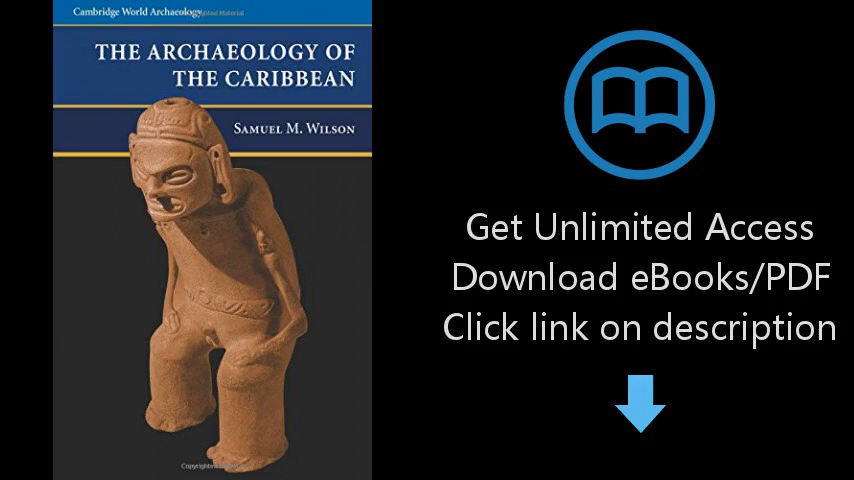 Cambridge World Archaeology
THE ARCHAEOLOGY OF
THE CARIBBEAN
SAMUEL M. WILSON
Get Unlimited Access
Download eBooks/PDF
Click link on description